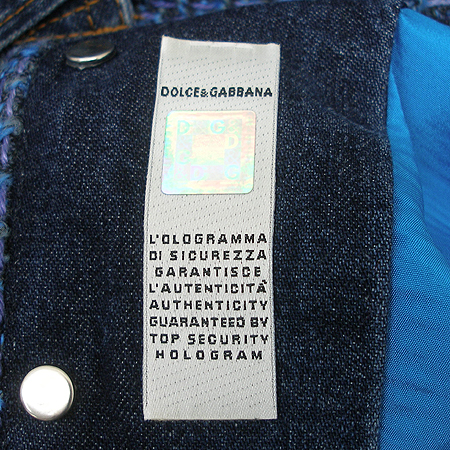 DOLCE&GABBANA
L'OLOGRAMMA
DI SICUREZZA
GARANTISCE
L'AUTENTICITÀ
AUTHENTICITY
GUARANTEED BY
TOP SECURITY
HOLOGRAM